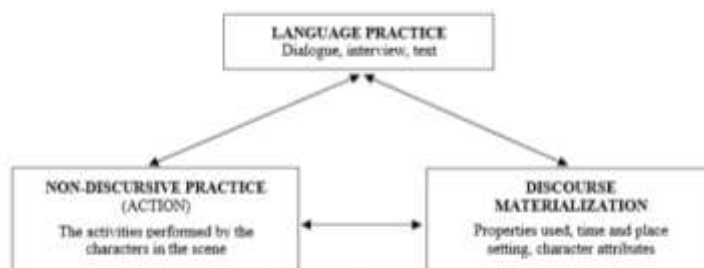 LANGUAGE PRACTICE
Dialogue, interview, text
NON-DISCURSIVE PRACTICE
(ACTION)
The activities performed by the
characters in the scene
DISCOURSE
MATERIALIZATION
Properties used, time and place
setting, character attributes